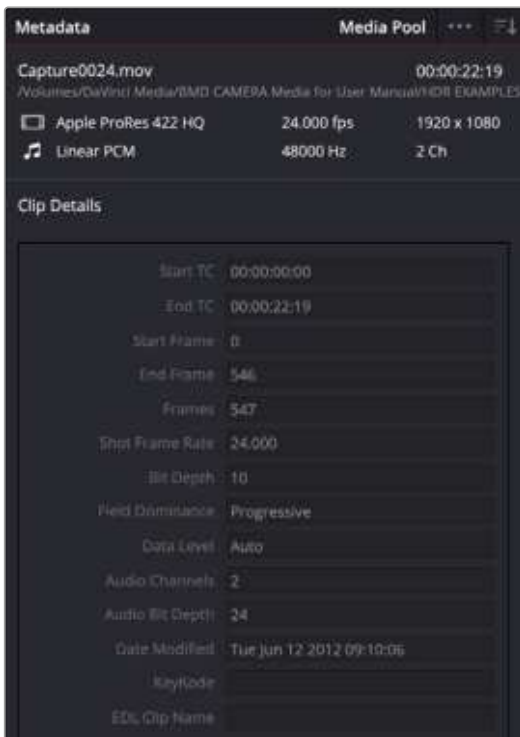 Metadata Media Pool •••
Capture0024.mov 00:00:22:19
/Volumes/DaVinci Media/BMD CAMERA Media for User Manual/HDR EXAMPLES
Apple ProRes 422 HQ 24.000 fps 1920 x 1080
Linear PCM 48000 Hz 2 Ch
Clip Details
Start TC 00:00:00:00
End TC 00:00:22:19
Start Frame 0
End Frame 546
Frames 547
Shot Frame Rate 24.000
Bit Depth 10
Field Dominance Progressive
Data Level Auto
Audio Channels 2
Audio Bit Depth 24
Date Modified Tue Jun 12 2012 09:10:06
KeyKode
EDL Clip Name